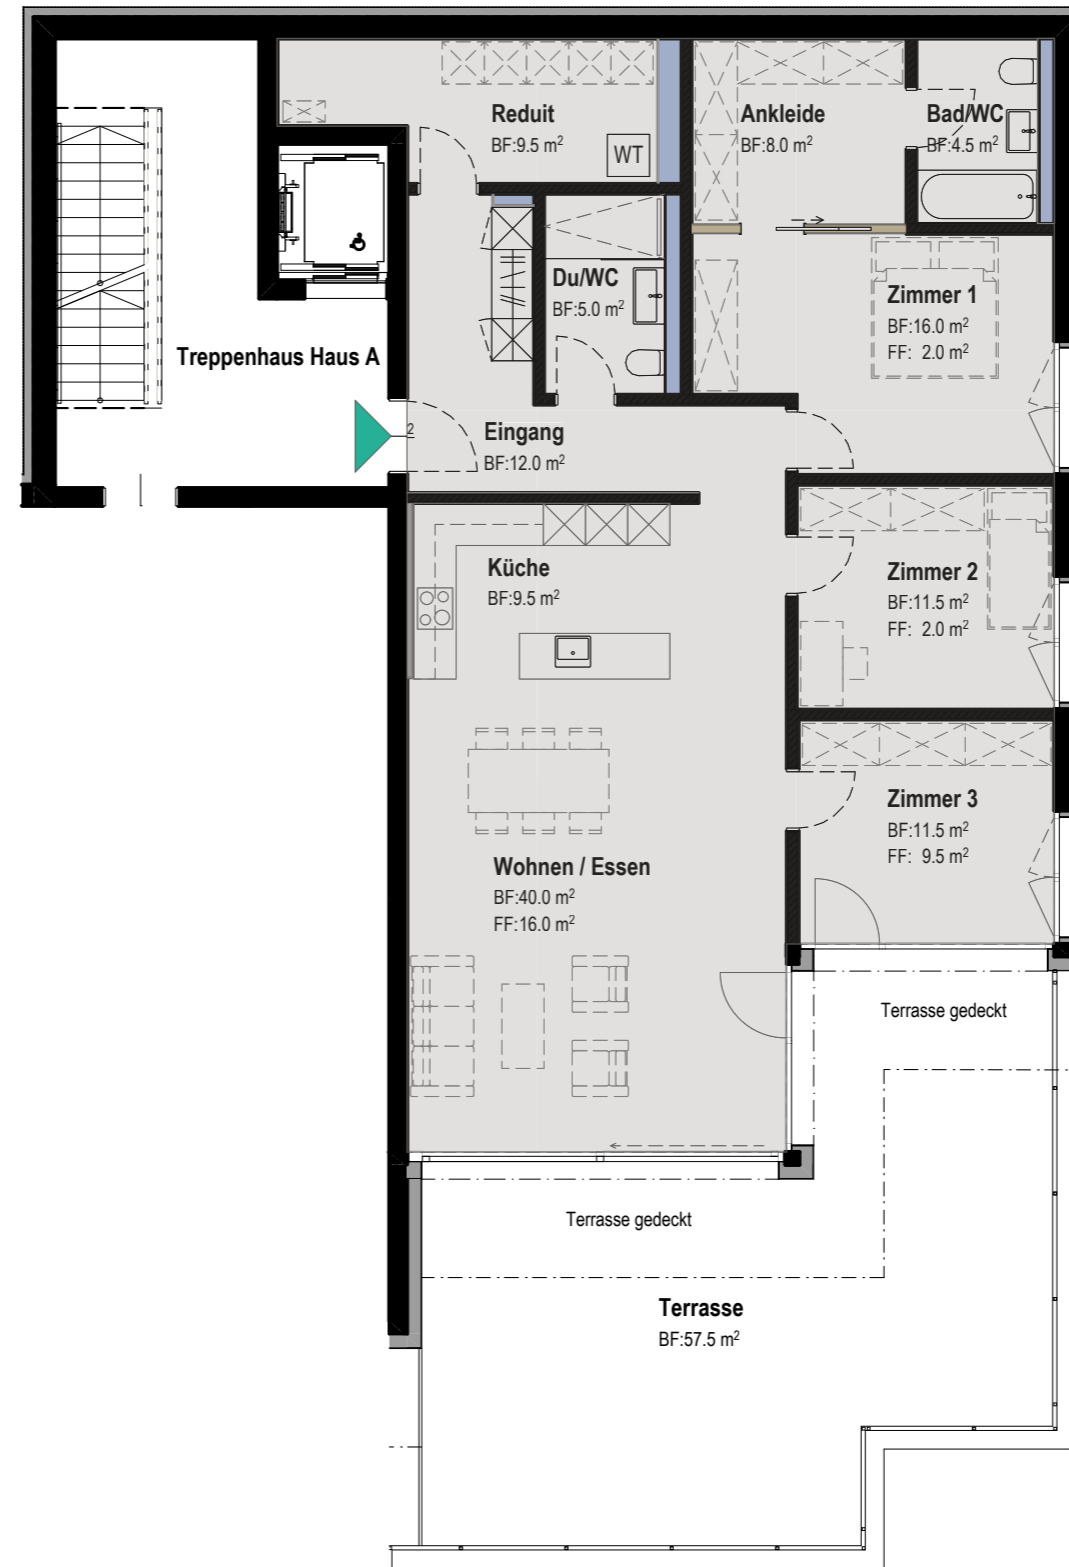 Reduit
BF:9.5 m²
WT
Ankleide
BF:8.0 m²
Bad/WC
BF:4.5 m²
Du/WC
BF:5.0 m²
Zimmer 1
BF:16.0 m²
FF: 2.0 m²
Treppenhaus Haus A
2
Eingang
BF:12.0 m²
Küche
BF:9.5 m²
Zimmer 2
BF:11.5 m²
FF: 2.0 m²
Zimmer 3
BF:11.5 m²
FF: 9.5 m²
Wohnen / Essen
BF:40.0 m²
FF:16.0 m²
Terrasse gedeckt
Terrasse gedeckt
Terrasse
BF:57.5 m²